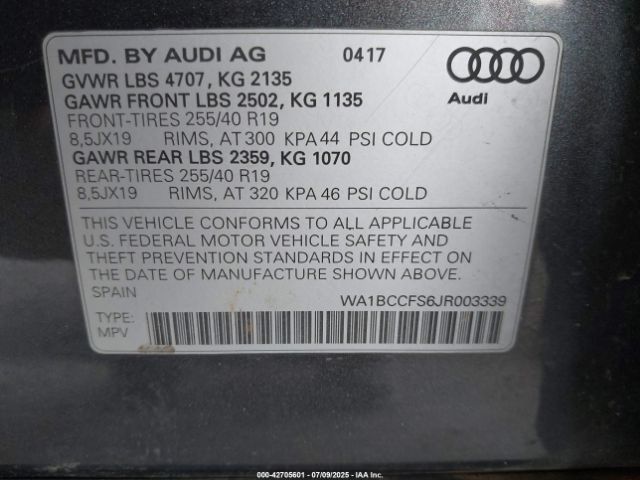 MFD. BY AUDI AG 0417
GVWR LBS 4707, KG 2135
GAWR FRONT LBS 2502, KG 1135
Audi
FRONT-TIRES 255/40 R19
8,5JX19 RIMS, AT 300 KPA 44 PSI COLD
GAWR REAR LBS 2359, KG 1070
REAR-TIRES 255/40 R19
8,5JX19 RIMS, AT 320 KPA 46 PSI COLD
THIS VEHICLE CONFORMS TO ALL APPLICABLE
U.S. FEDERAL MOTOR VEHICLE SAFETY AND
THEFT PREVENTION STANDARDS IN EFFECT ON
THE DATE OF MANUFACTURE SHOWN ABOVE.
SPAIN WA1BCCFS6JR003339
TYPE:
MPV
000-42705601 - 07/09/2025 - IAA Inc.